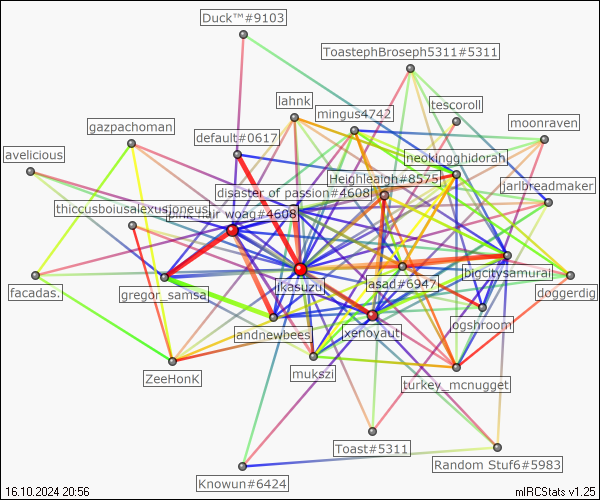 Duck™#9103
ToastephBroseph5311#5311
lahnk
tescoroll
mingus4742
moonraven
gazpachoman
default#0617
avelicious
neokingghidorah
Heighleaigh#8575
disaster of passion#4608
jarlbreadmaker
thiccusboiusalexusjoneus
hair woag#4608
ikasuzu
asad#6947
bigcitysamurai
facadas.
gregor_samsa
doggerdig
ogshroom
andnewbees
xenoyaut
mukszi
ZeeHonK
turkey_mcnugget
Toast#5311
Random Stuf6#5983
Knowun#6424
16.10.2024 20:56
mIRCStats v1.25